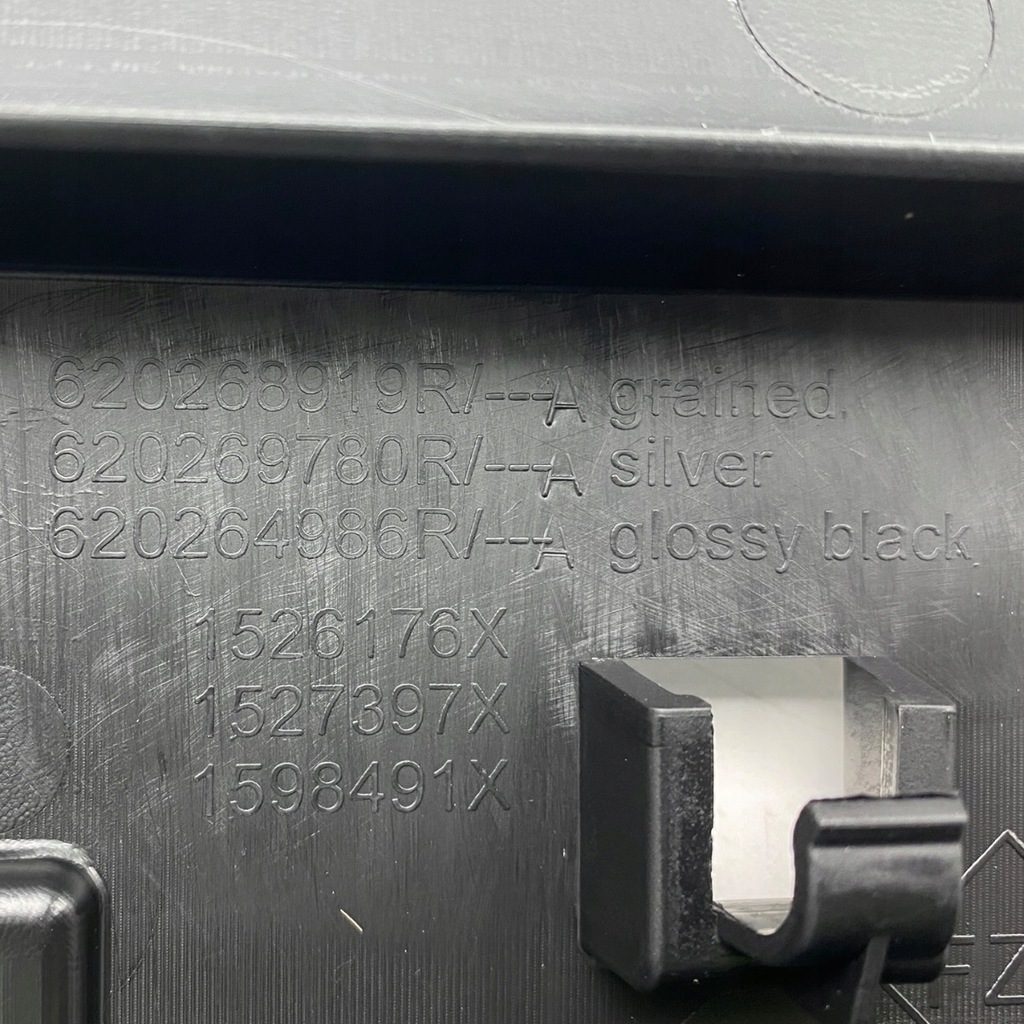 620268919R/---A grained
620269780R/---A silver
620264986R/---A glossy black
1526176X
1527397X
1598491X